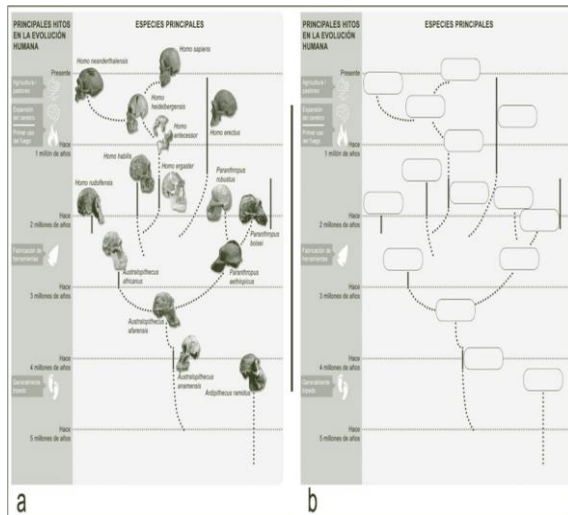 PRINCIPALES HITOS
EN LA EVOLUCIÓN
HUMANA
ESPECIES PRINCIPALES
Homo sapiens
Homo neanderthalensis
Presente
Agricultura /
pastoreo
Homo
heidelbergensis
Expansión
del cerebro
Homo erectus
Primer uso
del fuego
Homo
antecessor
Hace
1 millón de años
Homo habilis
Homo ergaster
Paranthropus
robustus
Homo rudolfensis
Hace
2 millones de años
Paranthropus
boisei
Fabricación de
herramientas
Australopithecus
africanus
Paranthropus
aethiopicus
Hace
3 millones de años
Australopithecus
afarensis
Hace
4 millones de años
Australopithecus
anamensis
Generalmente
bípedo
Ardipithecus ramidus
Hace
5 millones de años
a
PRINCIPALES HITOS
EN LA EVOLUCIÓN
HUMANA
ESPECIES PRINCIPALES
Presente
Agricultura /
pastoreo
Expansión
del cerebro
Primer uso
del fuego
Hace
1 millón de años
Hace
2 millones de años
Fabricación de
herramientas
Hace
3 millones de años
Hace
4 millones de años
Generalmente
bípedo
Hace
5 millones de años
b